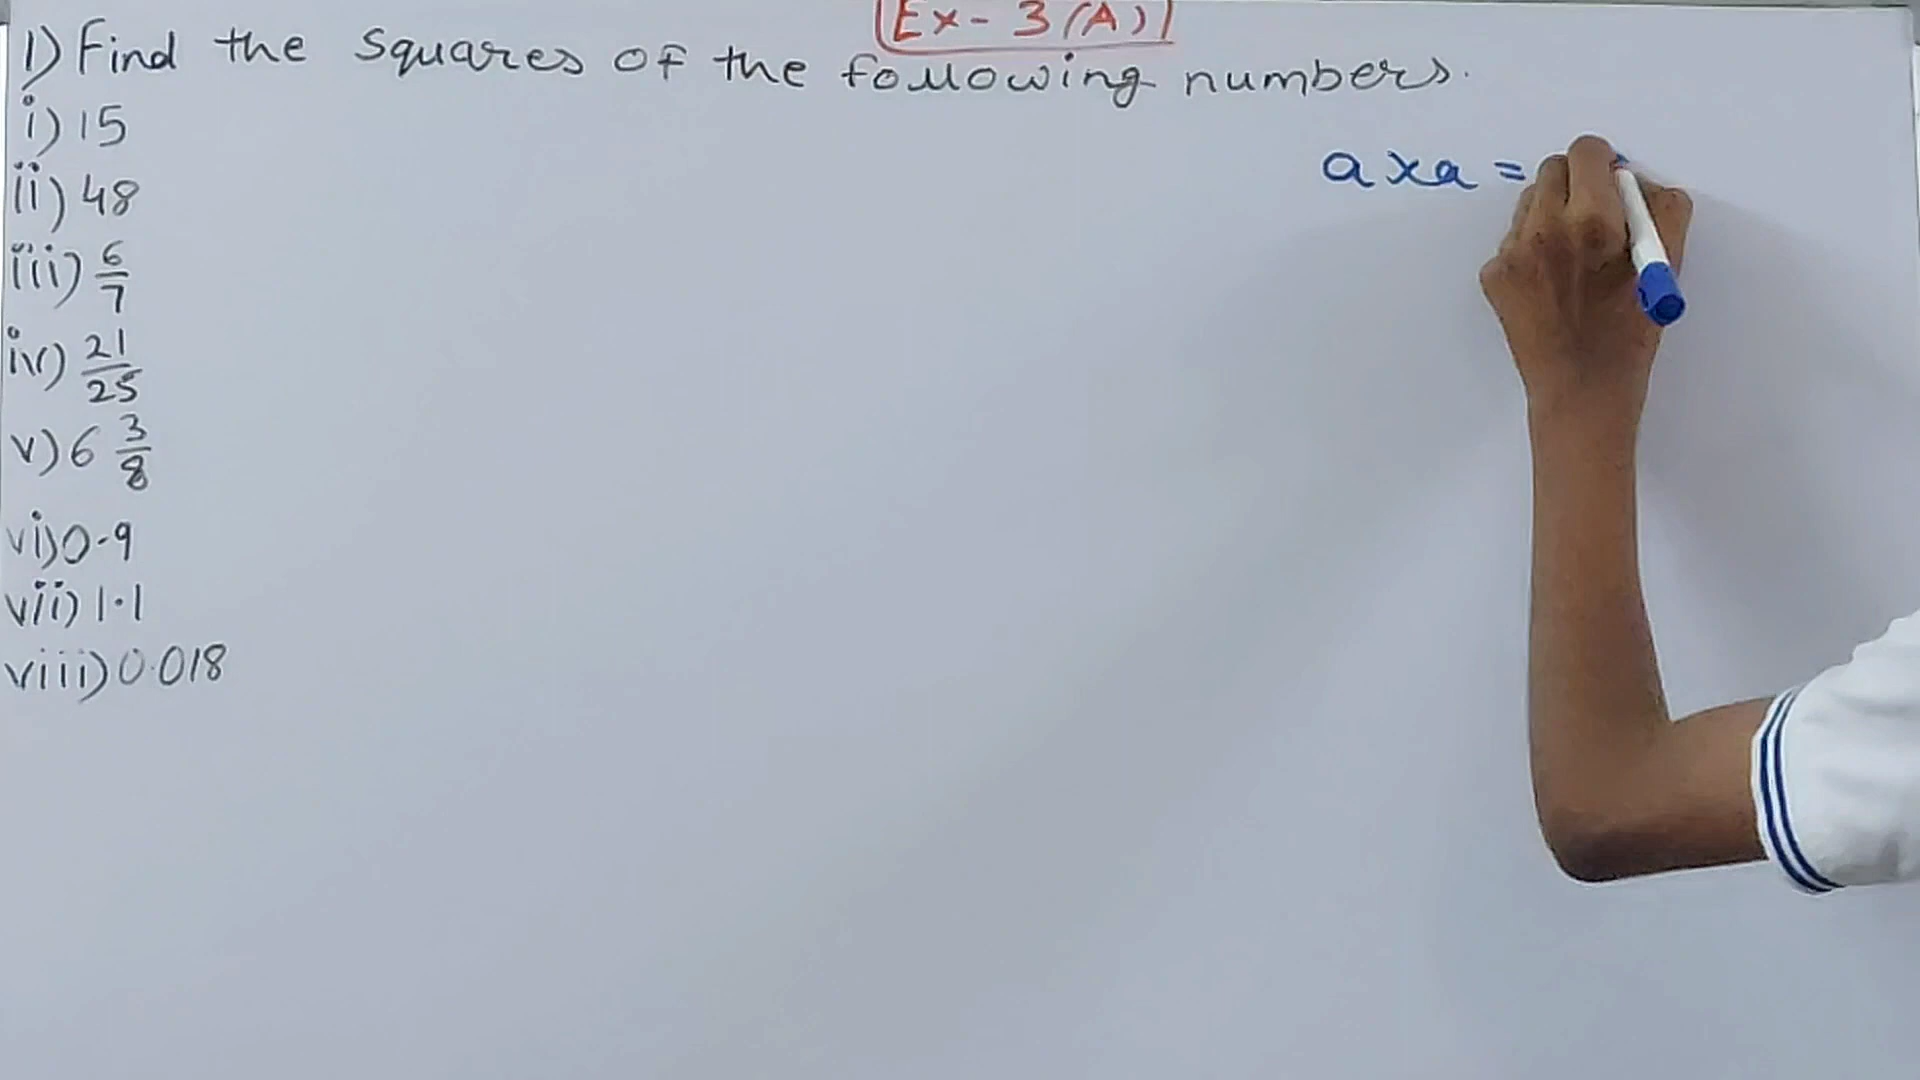 Ex- 3(A)
1) Find the squares of the following numbers.
i) 15
a x a =
ii) 48
iii) 6/7
iv) 21/25
v) 6 3/8
vi) 0.9
vii) 1.1
viii) 0.018